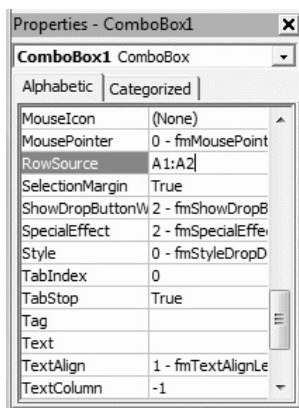 Properties - ComboBox1
ComboBox1 ComboBox
Alphabetic Categorized
MouseIcon (None)
MousePointer 0 - fmMousePoint
RowSource A1:A2
SelectionMargin True
ShowDropButtonW 2 - fmShowDropB
SpecialEffect 2 - fmSpecialEffe
Style 0 - fmStyleDropD
TabIndex 0
TabStop True
Tag
Text
TextAlign 1 - fmTextAlignLe
TextColumn -1